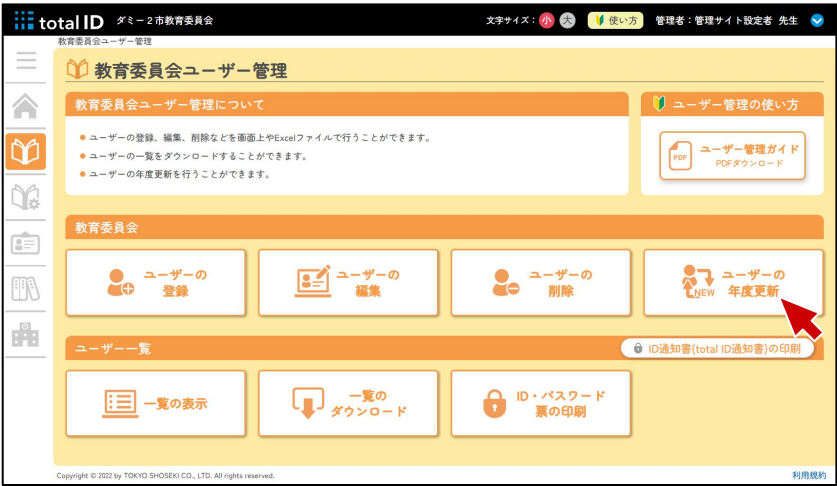 total ID ダミー２市教育委員会 文字サイズ： 小 大 使い方 管理者：管理サイト設定者 先生
教育委員会ユーザー管理
教育委員会ユーザー管理
教育委員会ユーザー管理について
ユーザー管理の使い方
● ユーザーの登録、編集、削除などを画面上やExcelファイルで行うことができます。
● ユーザーの一覧をダウンロードすることができます。
● ユーザーの年度更新を行うことができます。
PDF
ユーザー管理ガイド
PDFダウンロード
教育委員会
ユーザーの
登録
ユーザーの
編集
ユーザーの
削除
NEW
ユーザーの
年度更新
ユーザー一覧
ID通知書(total ID通知書)の印刷
一覧の表示
一覧の
ダウンロード
ID・パスワード
票の印刷
Copyright © 2022 by TOKYO SHOSEKI CO., LTD. All rights reserved.
利用規約